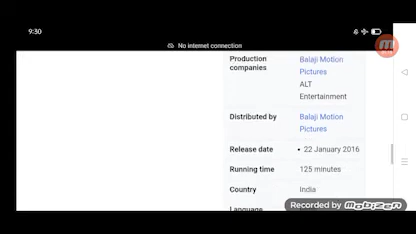 9:30
No internet connection
Production
companies
Balaji Motion
Pictures
ALT
Entertainment
Distributed by
Balaji Motion
Pictures
Release date
• 22 January 2016
Running time
125 minutes
Country
India
Language
Recorded by
mobizen